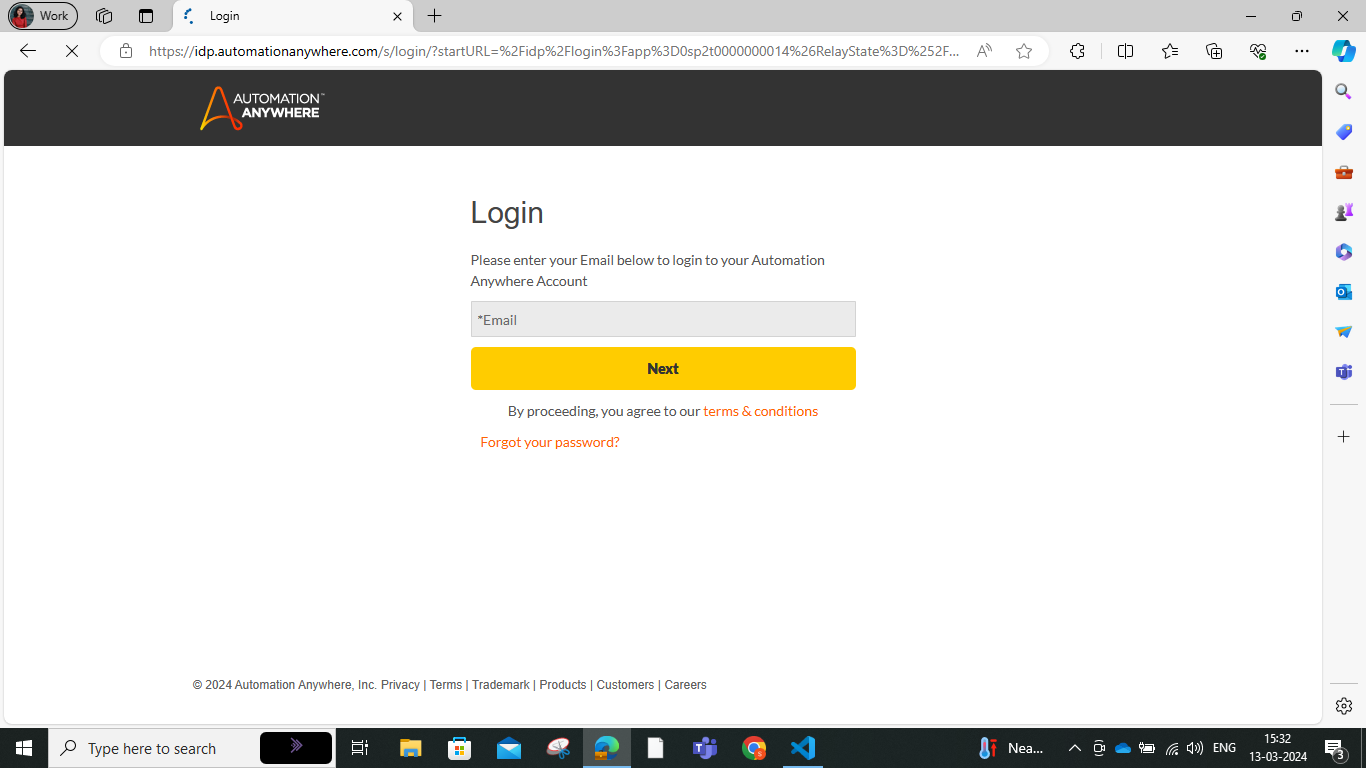 Work
Login
https://idp.automationanywhere.com/s/login/?startURL=%2Fidp%2Flogin%3Fapp%3D0sp2t0000000014%26RelayState%3D%252F...
AUTOMATION™
ANYWHERE
Login
Please enter your Email below to login to your Automation
Anywhere Account
*Email
Next
By proceeding, you agree to our terms & conditions
Forgot your password?
© 2024 Automation Anywhere, Inc. Privacy | Terms | Trademark | Products | Customers | Careers
Type here to search
Nea...
ENG
15:32
13-03-2024
3